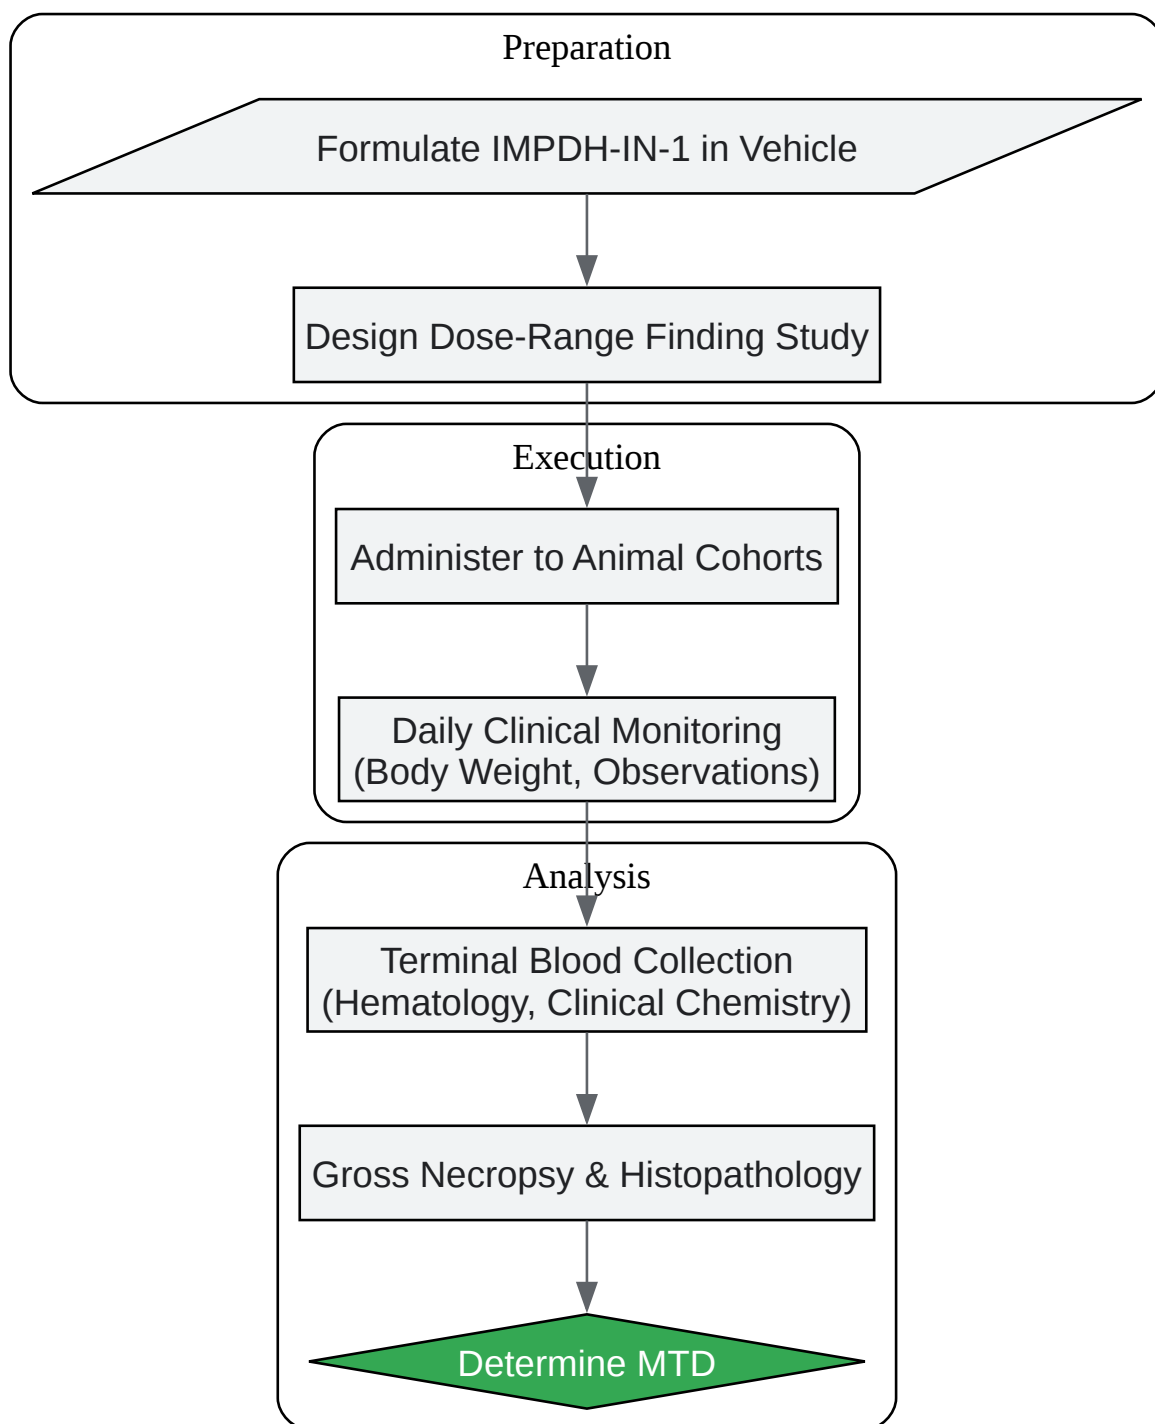 Preparation
Formulate IMPDH-IN-1 in Vehicle
Design Dose-Range Finding Study
Execution
Administer to Animal Cohorts
Daily Clinical Monitoring
(Body Weight, Observations)
Analysis
Terminal Blood Collection
(Hematology, Clinical Chemistry)
Gross Necropsy & Histopathology
Determine MTD